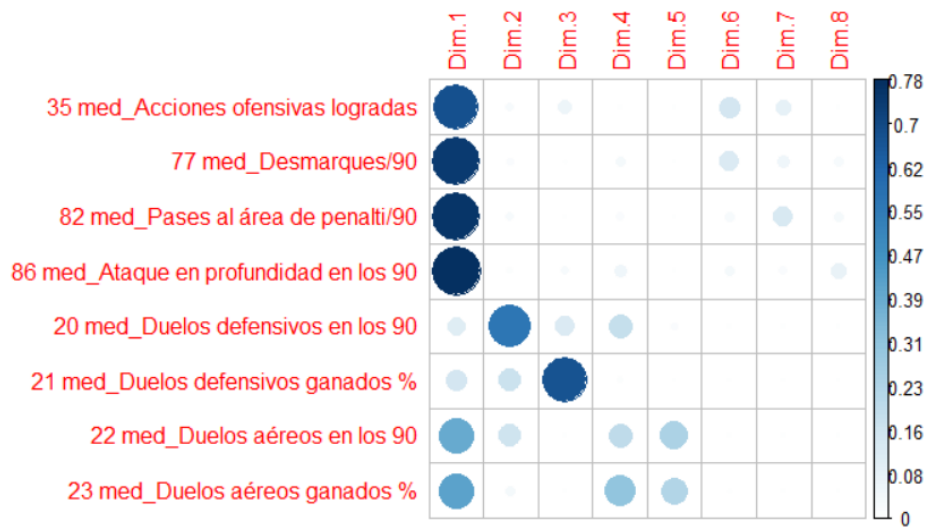 Dim.1 Dim.2 Dim.3 Dim.4 Dim.5 Dim.6 Dim.7 Dim.8
35 med_Acciones ofensivas logradas
77 med_Desmarques/90
82 med_Pases al área de penalti/90
86 med_Ataque en profundidad en los 90
20 med_Duelos defensivos en los 90
21 med_Duelos defensivos ganados %
22 med_Duelos aéreos en los 90
23 med_Duelos aéreos ganados %
0.78
0.7
0.62
0.55
0.47
0.39
0.31
0.23
0.16
0.08
0